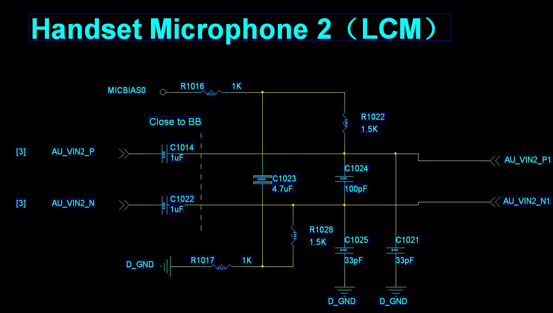 Handset Microphone 2（LCM）
MICBIAS0
R1016 1K
R1022
1.5K
Close to BB
[3] AU_VIN2_P
C1014
1uF
AU_VIN2_P1
C1024
100pF
C1023
4.7uF
[3] AU_VIN2_N
C1022
1uF
AU_VIN2_N1
R1028
1.5K
C1025
33pF
C1021
33pF
D_GND
R1017 1K
D_GND D_GND